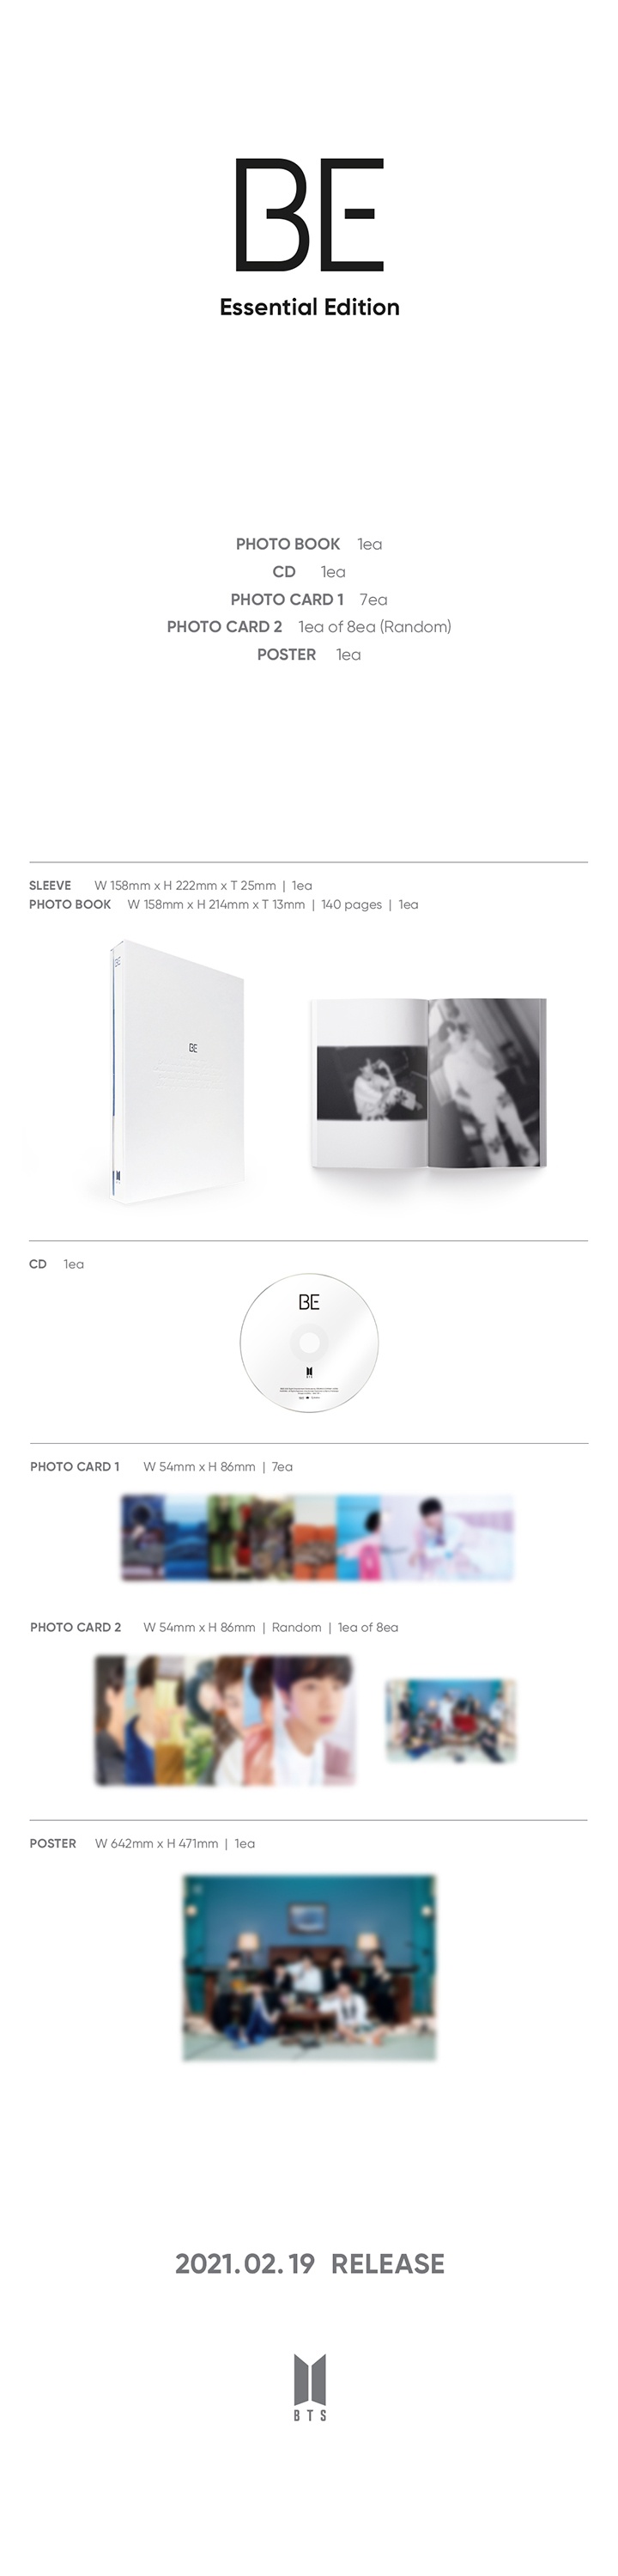 BE
Essential Edition
PHOTO BOOK 1ea
CD 1ea
PHOTO CARD 1 7ea
PHOTO CARD 2 1ea of 8ea (Random)
POSTER 1ea
SLEEVE W 158mm x H 222mm x T 25mm | 1ea
PHOTO BOOK W 158mm x H 214mm x T 13mm | 140 pages | 1ea
BE
CD 1ea
BE
BTS
PHOTO CARD 1 W 54mm x H 86mm | 7ea
PHOTO CARD 2 W 54mm x H 86mm | Random | 1ea of 8ea
POSTER W 642mm x H 471mm | 1ea
2021.02.19 RELEASE
BTS